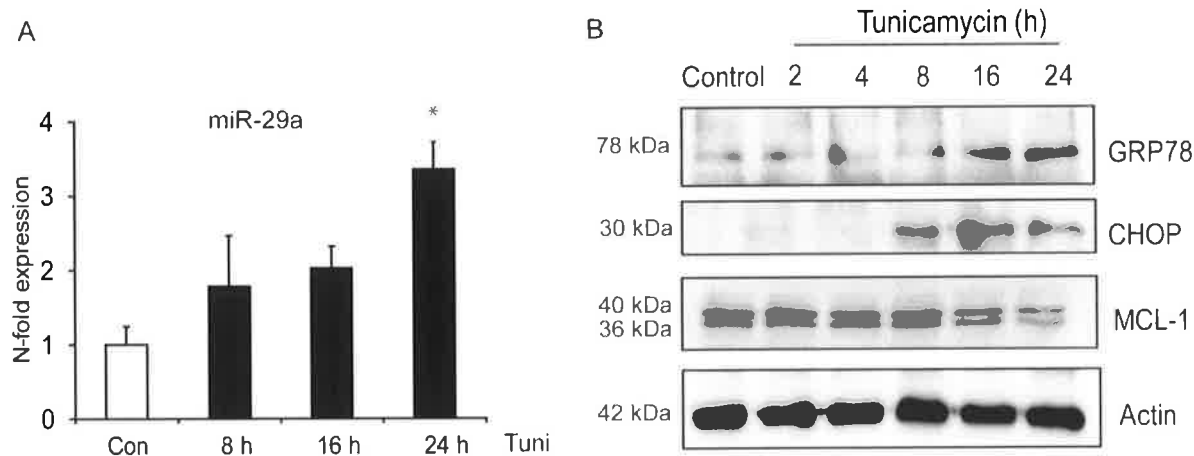 A
miR-29a
N-fold expression
4
3
2
1
0
*
Con 8 h 16 h 24 h Tuni
B
Tunicamycin (h)
Control 2 4 8 16 24
78 kDa GRP78
30 kDa CHOP
40 kDa
36 kDa MCL-1
42 kDa Actin